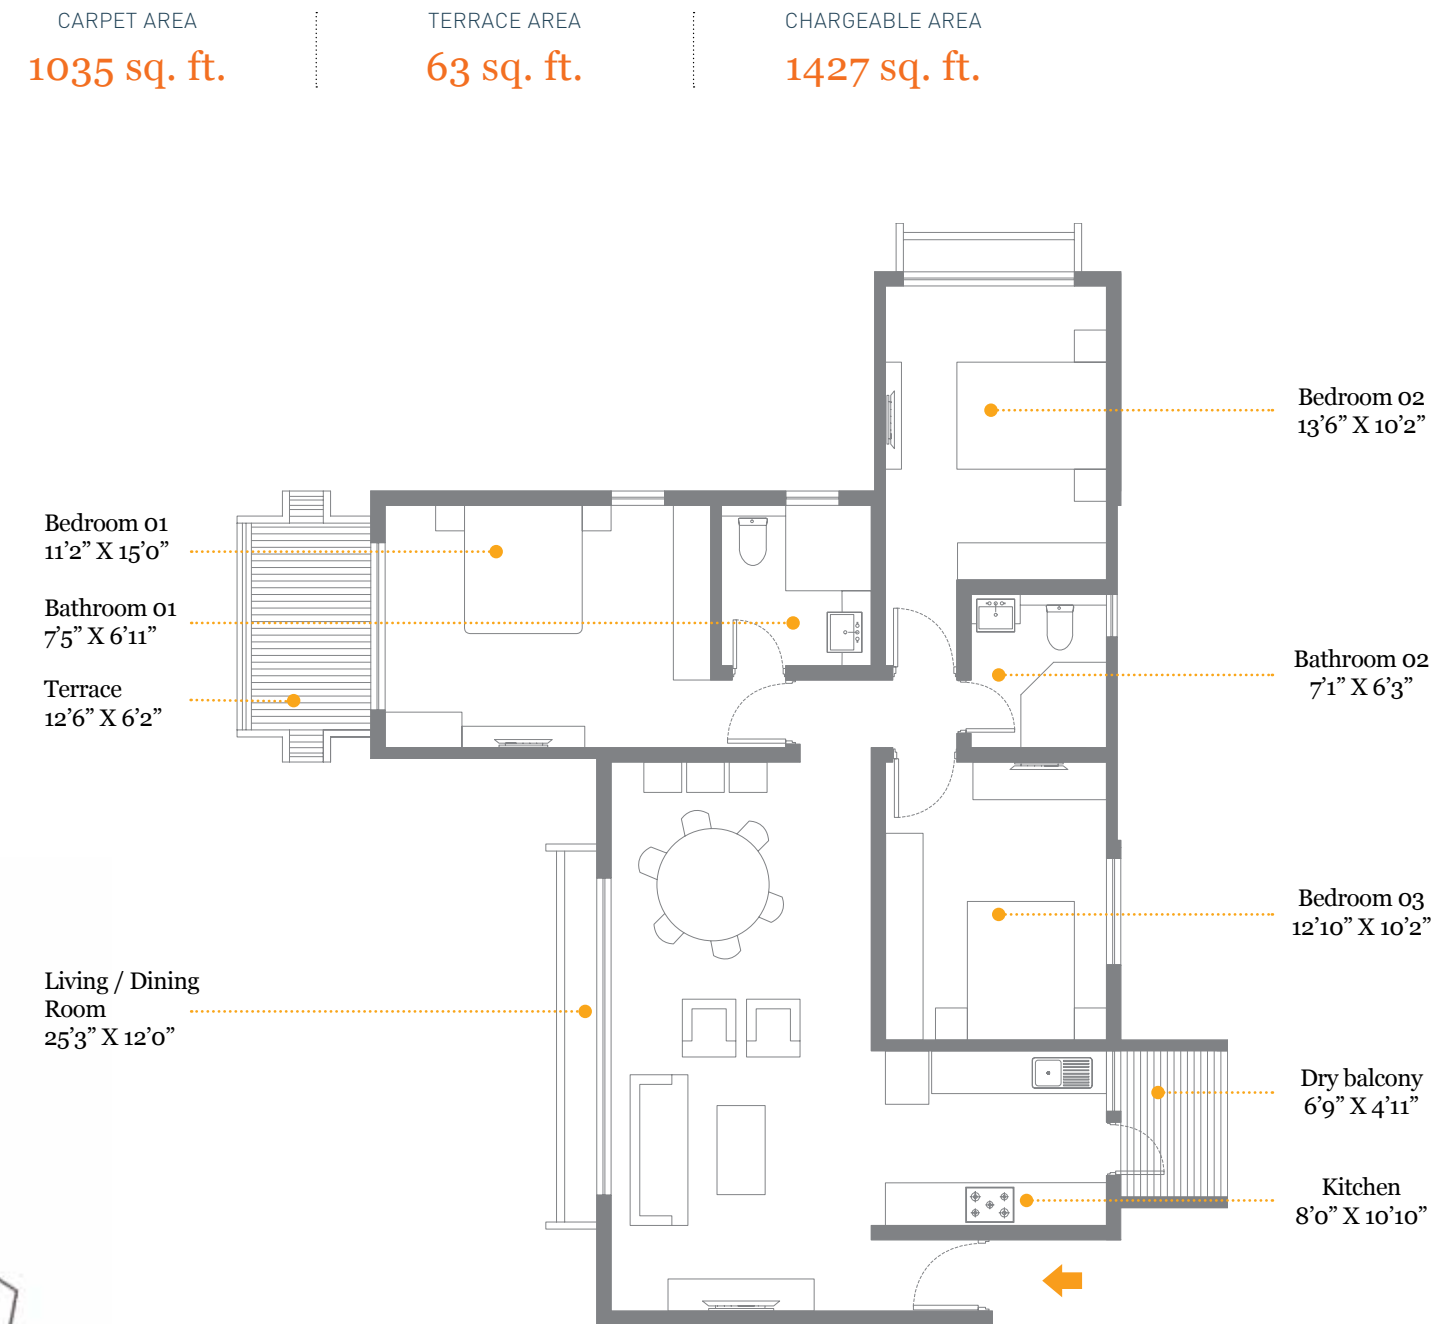 CARPET AREA
1035 sq. ft.
TERRACE AREA
63 sq. ft.
CHARGEABLE AREA
1427 sq. ft.
Bedroom 01
11’2” X 15’0”
Bathroom 01
7’5” X 6’11”
Terrace
12’6” X 6’2”
Living / Dining
Room
25’3” X 12’0”
Bedroom 02
13’6” X 10’2”
Bathroom 02
7’1” X 6’3”
Bedroom 03
12’10” X 10’2”
Dry balcony
6’9” X 4’11”
Kitchen
8’0” X 10’10”